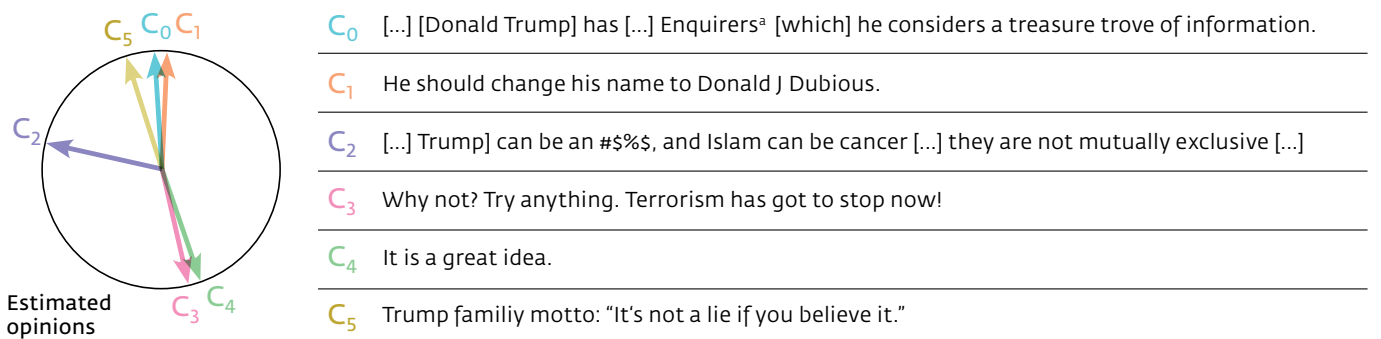 C5 C0 C1
C2
C3 C4
Estimated
opinions
C0 [...] [Donald Trump] has [...] Enquirersᵃ [which] he considers a treasure trove of information.
C1 He should change his name to Donald J Dubious.
C2 [...] Trump] can be an #$%$, and Islam can be cancer [...] they are not mutually exclusive [...]
C3 Why not? Try anything. Terrorism has got to stop now!
C4 It is a great idea.
C5 Trump familiy motto: “It's not a lie if you believe it.”